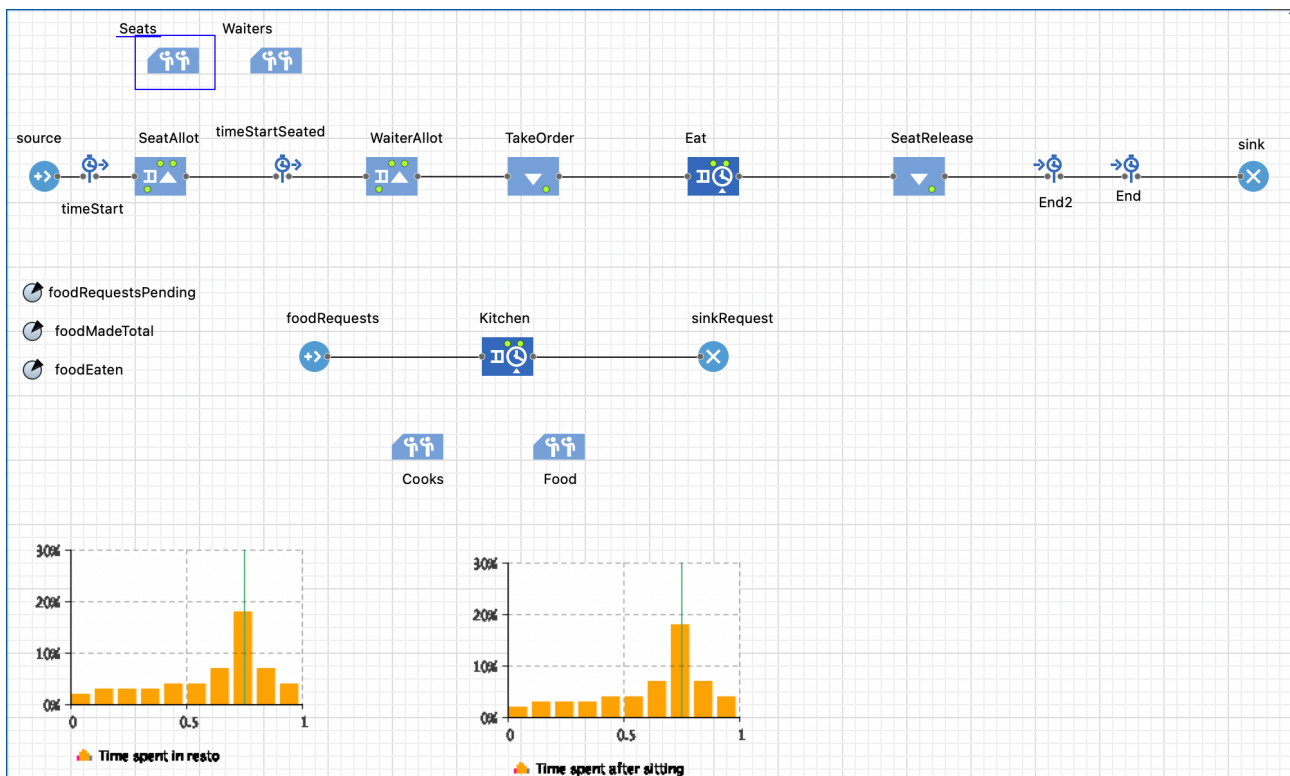 Seats Waiters
source SeatAllot timeStartSeated WaiterAllot TakeOrder Eat SeatRelease sink
timeStart End2 End
foodRequestsPending
foodRequests Kitchen sinkRequest
foodMadeTotal
foodEaten
Cooks Food
30% 30%
20% 20%
10% 10%
0% 0%
0 0.5 1 0 0.5 1
Time spent in resto Time spent after sitting